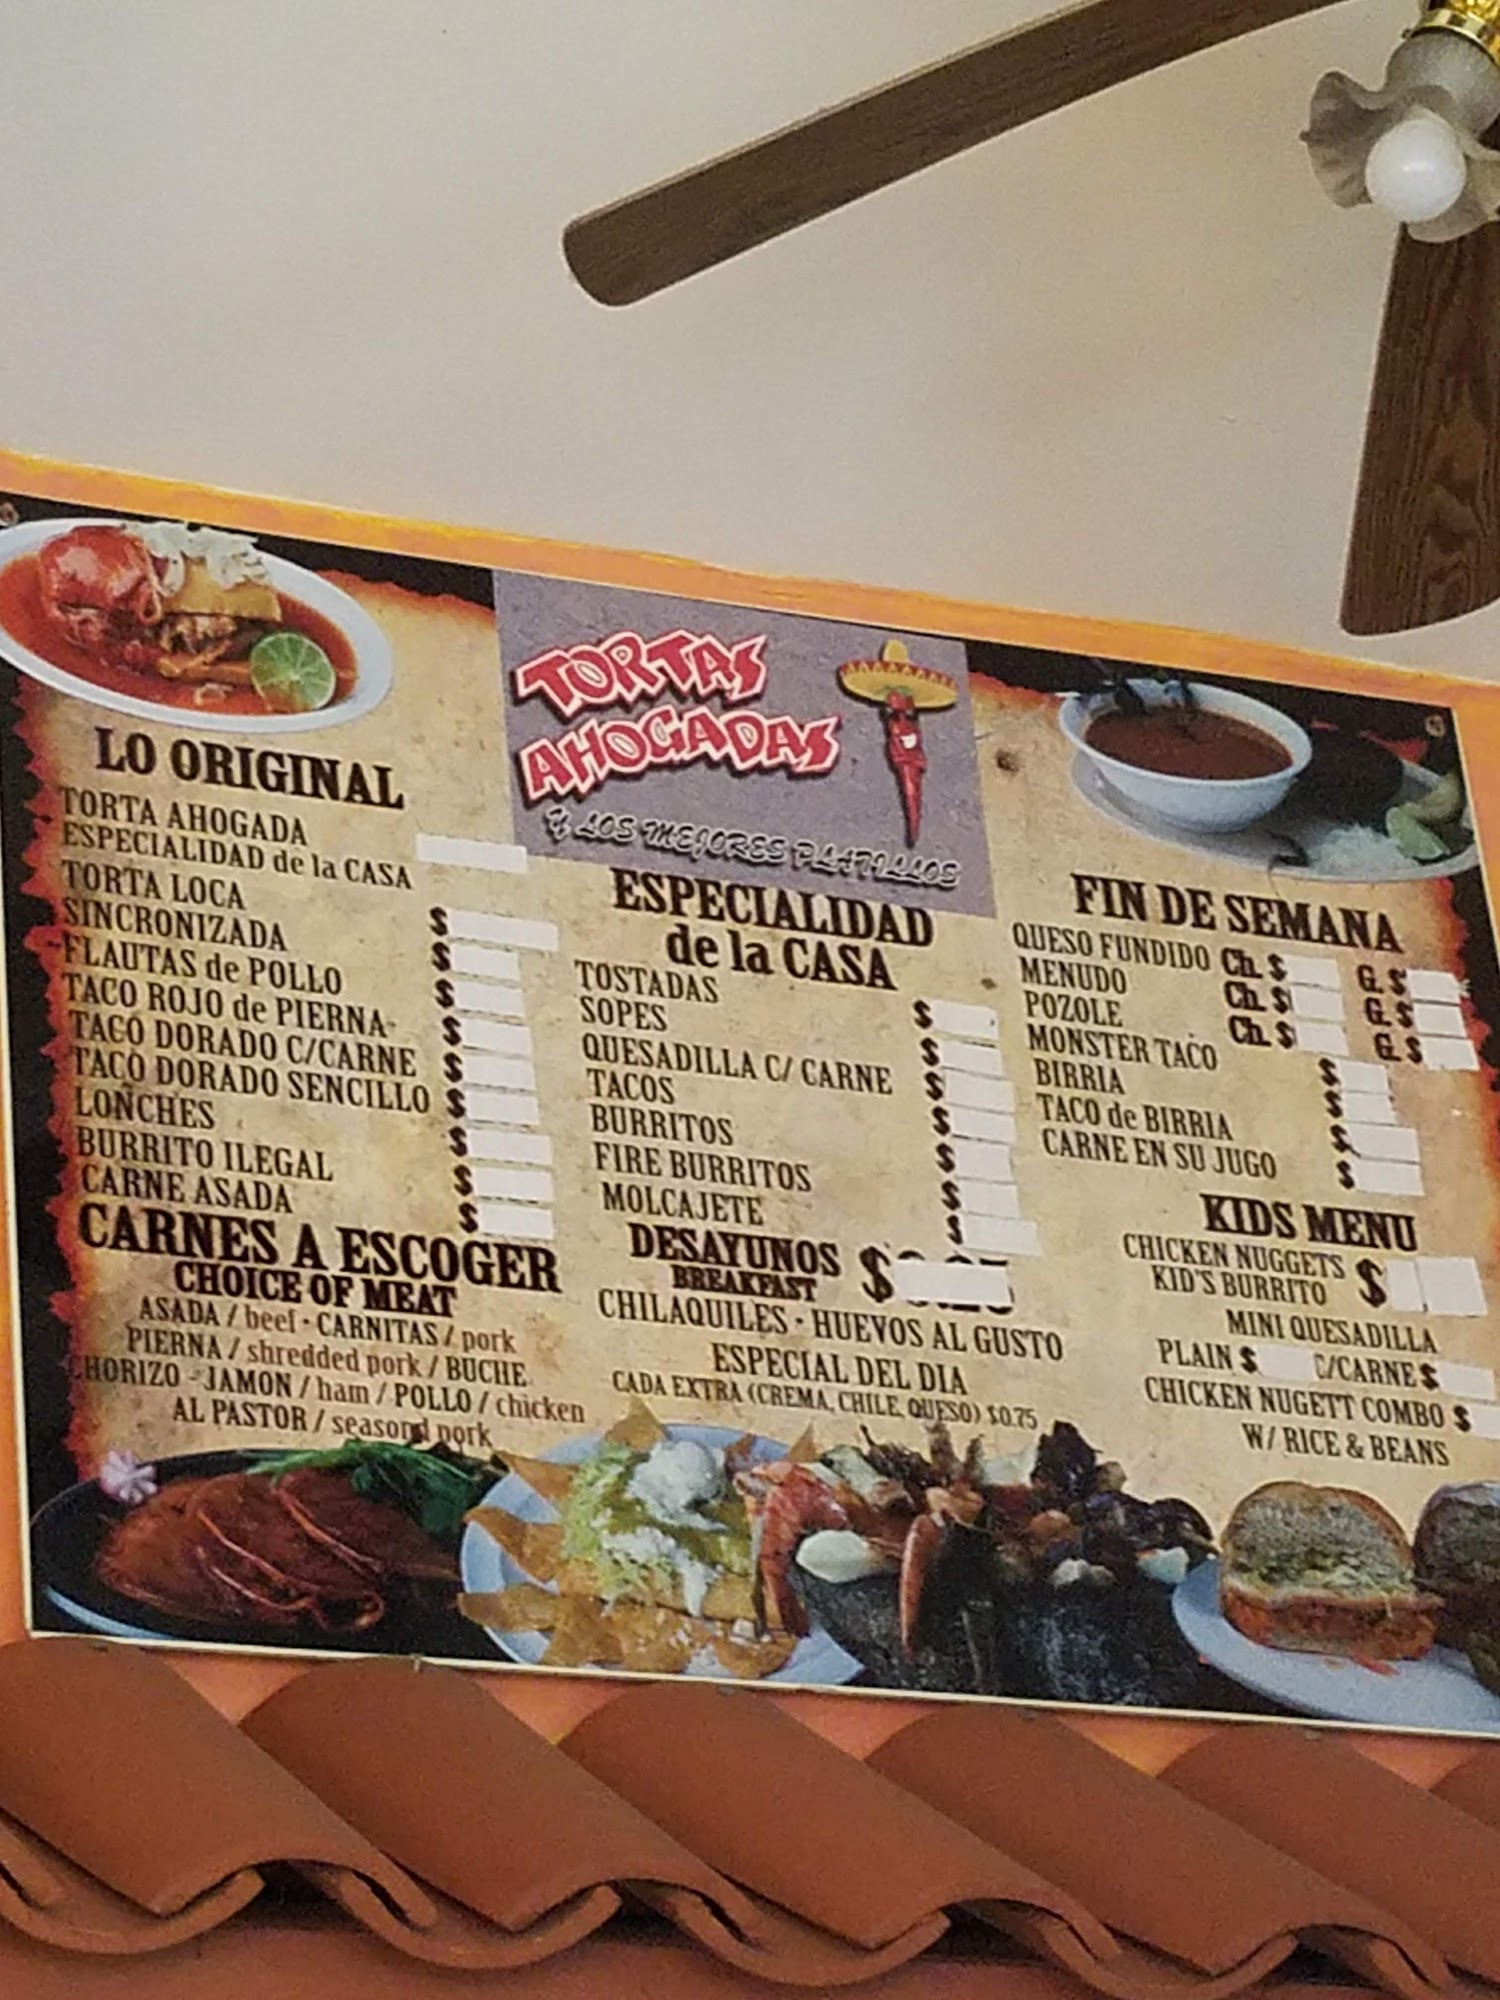 TORTAS
AHOGADAS
Y LOS MEJORES PLATILLOS
LO ORIGINAL
TORTA AHOGADA
ESPECIALIDAD de la CASA
TORTA LOCA $
SINCRONIZADA $
FLAUTAS de POLLO $
TACO ROJO de PIERNA $
TACO DORADO C/CARNE $
TACO DORADO SENCILLO $
LONCHES $
BURRITO ILEGAL $
CARNE ASADA $
CARNES A ESCOGER
CHOICE OF MEAT
ASADA / beef · CARNITAS / pork
PIERNA / shredded pork / BUCHE
CHORIZO - JAMON / ham / POLLO / chicken
AL PASTOR / seasond pork
ESPECIALIDAD
de la CASA
TOSTADAS $
SOPES $
QUESADILLA C/ CARNE $
TACOS $
BURRITOS $
FIRE BURRITOS $
MOLCAJETE $
DESAYUNOS $
BREAKFAST
CHILAQUILES · HUEVOS AL GUSTO
ESPECIAL DEL DIA
CADA EXTRA (CREMA, CHILE, QUESO) $0.75
FIN DE SEMANA
QUESO FUNDIDO Ch. $ G. $
MENUDO Ch. $ G. $
POZOLE Ch. $ G. $
MONSTER TACO $
BIRRIA $
TACO de BIRRIA $
CARNE EN SU JUGO $
KIDS MENU
CHICKEN NUGGETS $
KID'S BURRITO
MINI QUESADILLA
PLAIN $ C/CARNE $
CHICKEN NUGETT COMBO $
W/ RICE & BEANS